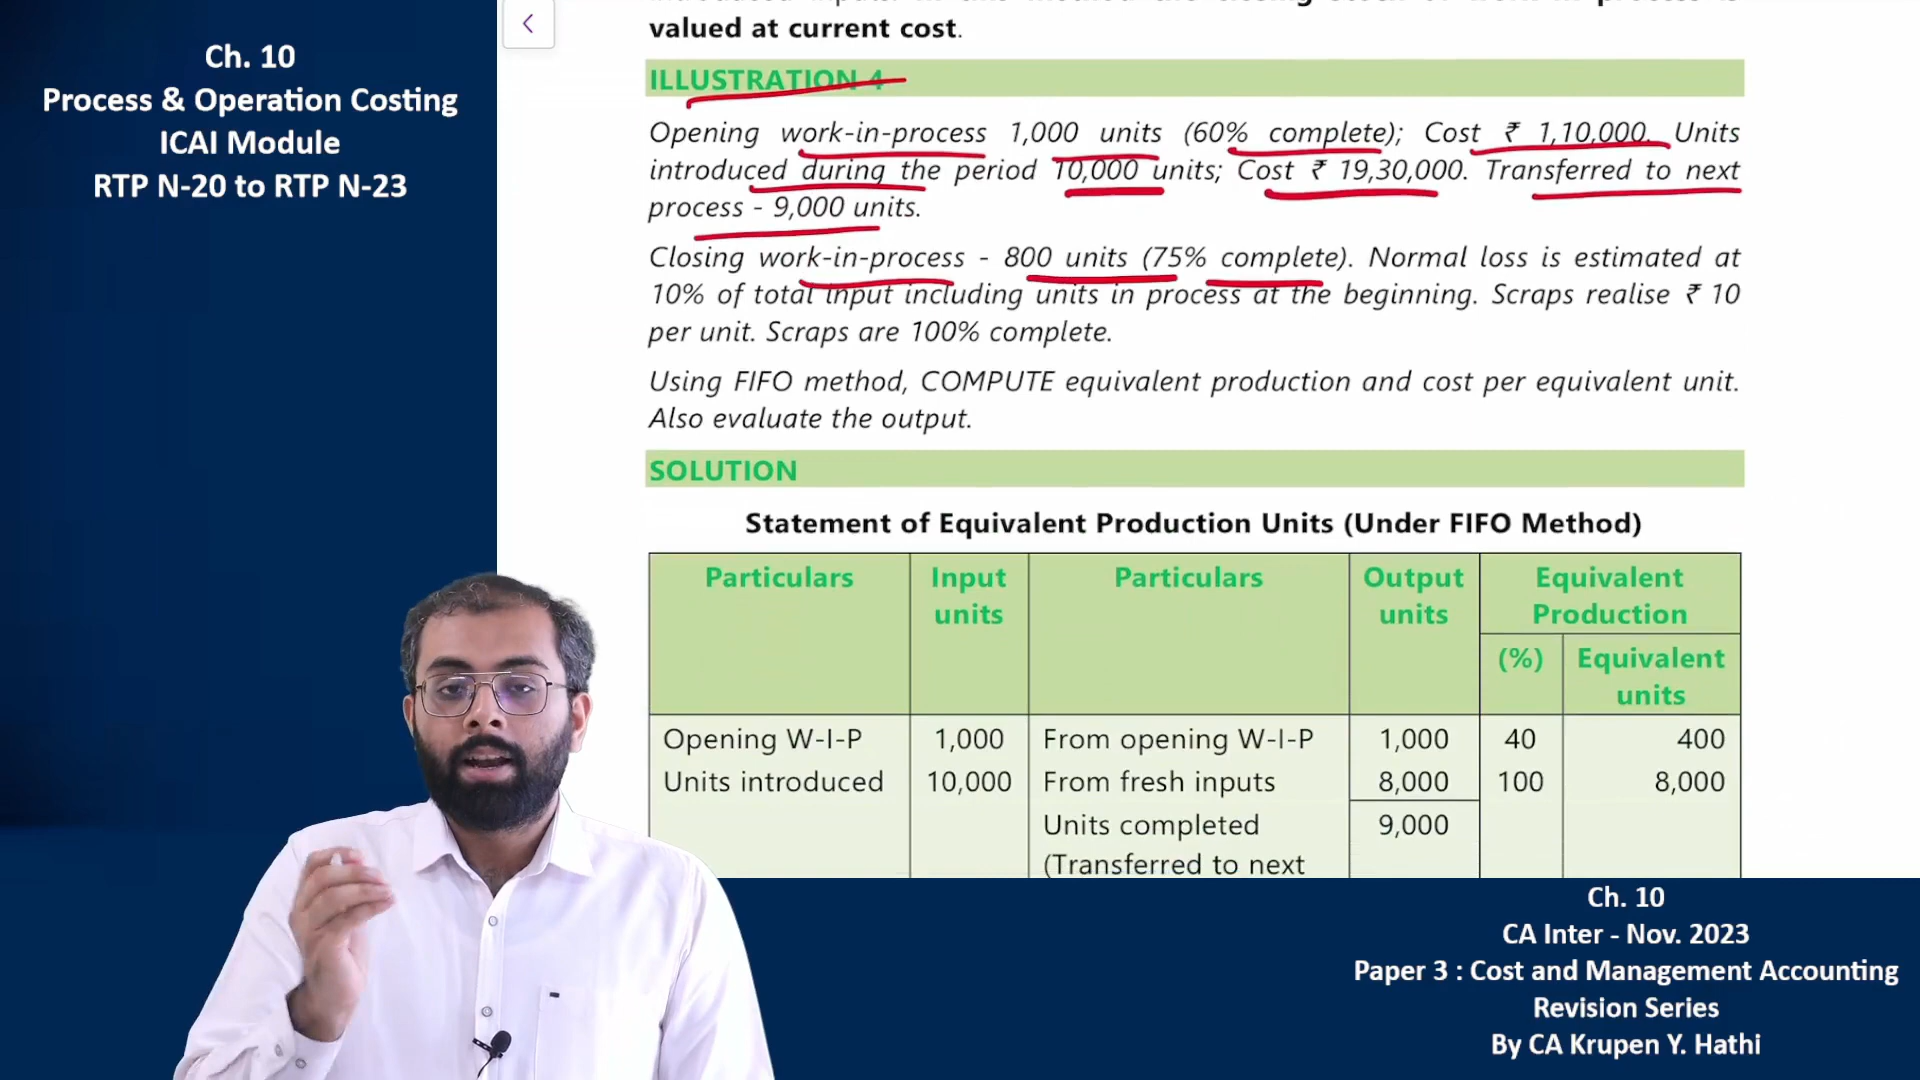 Ch. 10
Process & Operation Costing
ICAI Module
RTP N-20 to RTP N-23
valued at current cost.
ILLUSTRATION 4
Opening work-in-process 1,000 units (60% complete); Cost ₹ 1,10,000. Units
introduced during the period 10,000 units; Cost ₹ 19,30,000. Transferred to next
process - 9,000 units.
Closing work-in-process - 800 units (75% complete). Normal loss is estimated at
10% of total input including units in process at the beginning. Scraps realise ₹ 10
per unit. Scraps are 100% complete.
Using FIFO method, COMPUTE equivalent production and cost per equivalent unit.
Also evaluate the output.
SOLUTION
Statement of Equivalent Production Units (Under FIFO Method)
Particulars Input units Particulars Output units Equivalent Production
(%) Equivalent units
Opening W-I-P 1,000 From opening W-I-P 1,000 40 400
Units introduced 10,000 From fresh inputs 8,000 100 8,000
Units completed 9,000
(Transferred to next
Ch. 10
CA Inter - Nov. 2023
Paper 3 : Cost and Management Accounting
Revision Series
By CA Krupen Y. Hathi